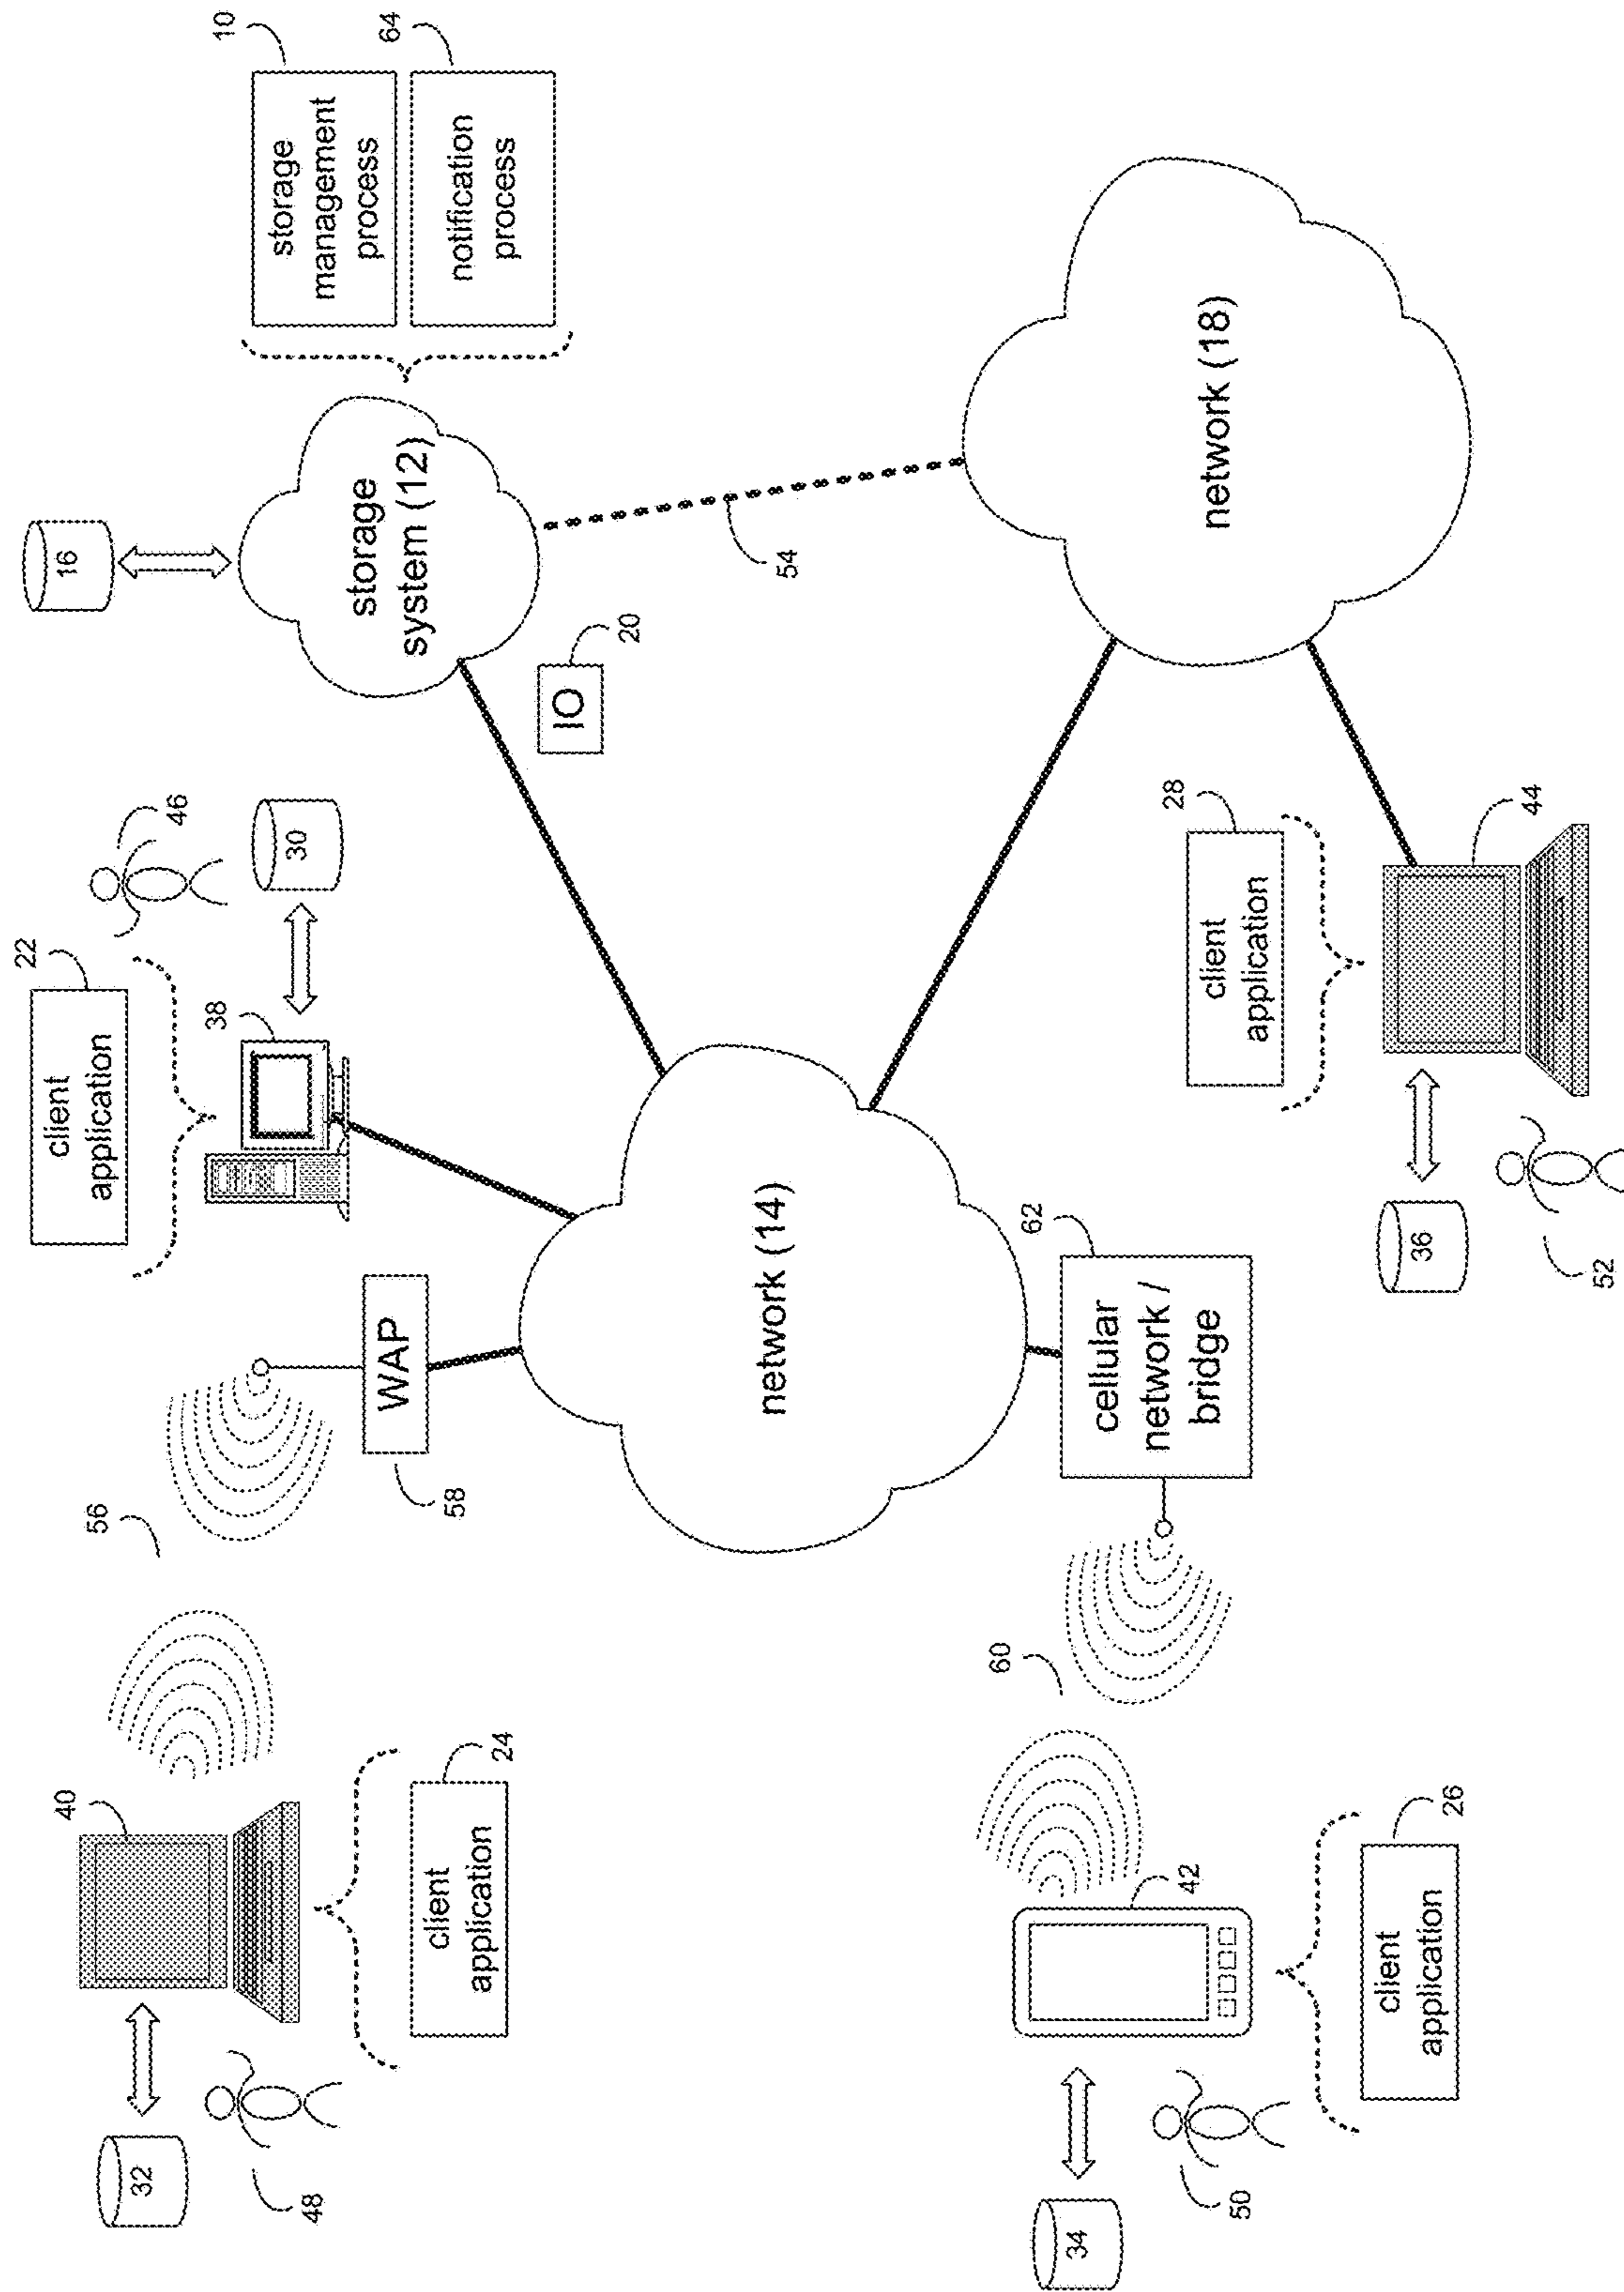 22
client
application
16
40
32
56
46
38
10
storage
management
process
30
48
WAP
storage
system (12)
64
notification
process
client
application
24
58
IO
20
network (14)
54
60
62
cellular
network /
bridge
34
42
28
client
application
network (18)
50
client
application
26
36
44
52